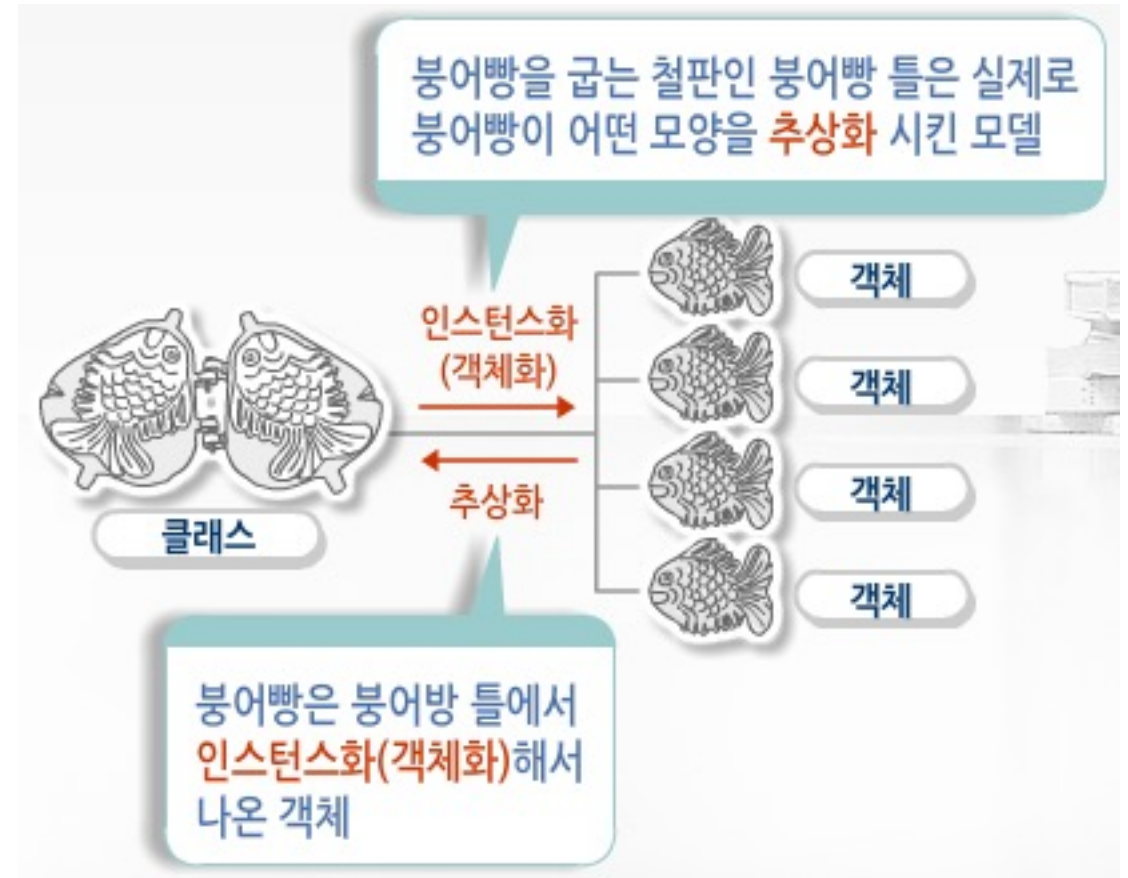 붕어빵을 굽는 철판인 붕어빵 틀은 실제로
붕어빵이 어떤 모양을 추상화 시킨 모델
인스턴스화
(객체화)
추상화
클래스
객체
객체
객체
객체
붕어빵은 붕어방 틀에서
인스턴스화(객체화)해서
나온 객체